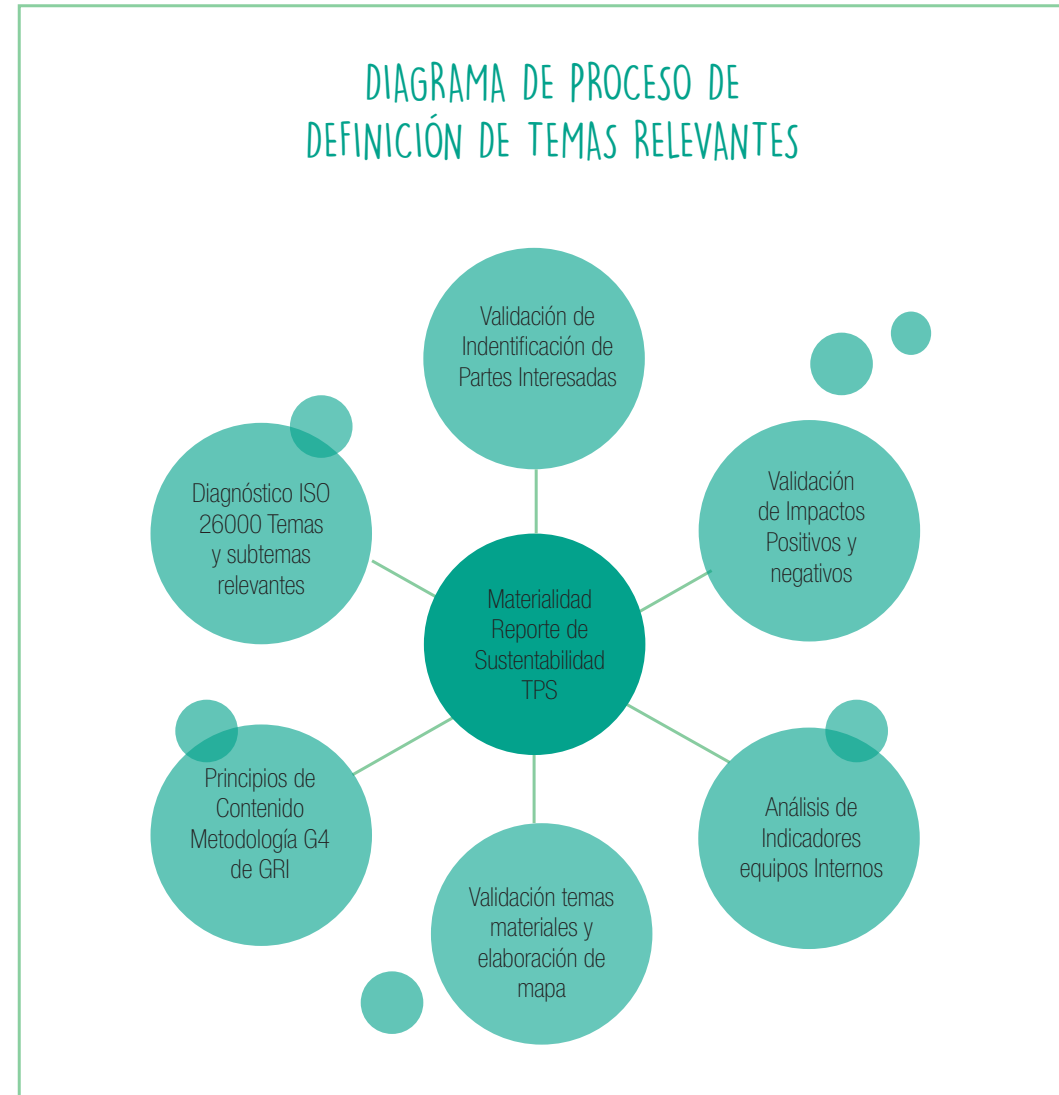 DIAGRAMA DE PROCESO DE
DEFINICIÓN DE TEMAS RELEVANTES
Validación de
Indentificación de
Partes Interesadas
Diagnóstico ISO
26000 Temas
y subtemas
relevantes
Validación
de Impactos
Positivos y
negativos
Materialidad
Reporte de
Sustentabilidad
TPS
Principios de
Contenido
Metodología G4
de GRI
Análisis de
Indicadores
equipos Internos
Validación temas
materiales y
elaboración de
mapa